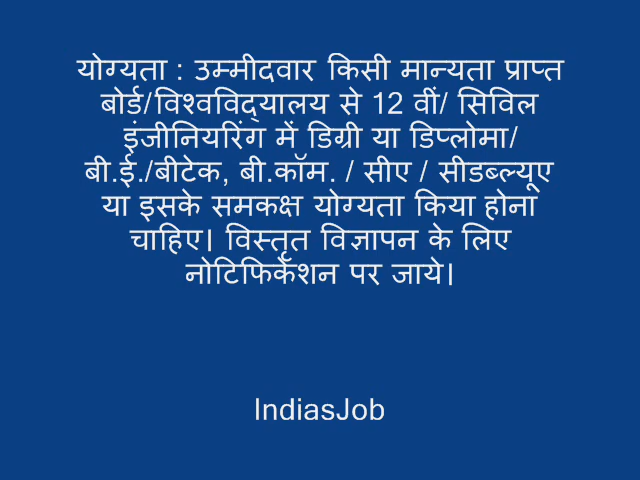 योग्यता : उम्मीदवार किसी मान्यता प्राप्त
बोर्ड/विश्वविद्यालय से 12 वीं/ सिविल
इंजीनियरिंग में डिग्री या डिप्लोमा/
बी.ई./बीटेक, बी.कॉम. / सीए / सीडब्ल्यूए
या इसके समकक्ष योग्यता किया होना
चाहिए। विस्तृत विज्ञापन के लिए
नोटिफिकेशन पर जाये।
IndiasJob